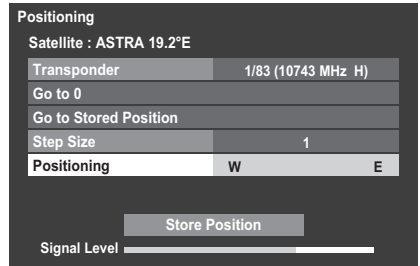 Positioning
Satellite : ASTRA 19.2°E
Transponder 1/83 (10743 MHz H)
Go to 0
Go to Stored Position
Step Size 1
Positioning W E
Store Position
Signal Level